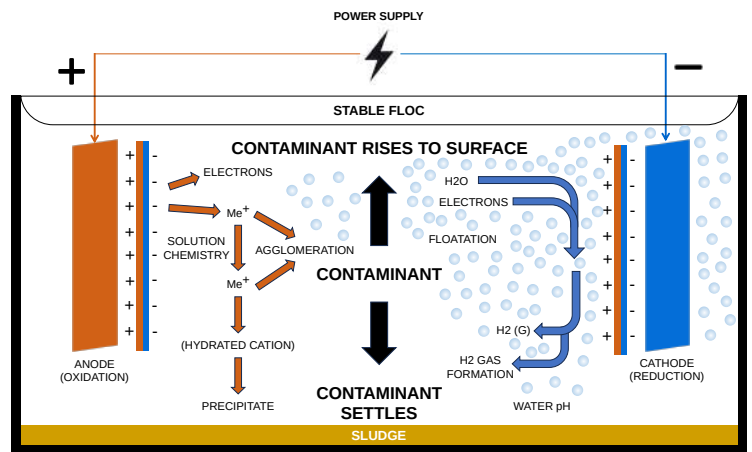 POWER SUPPLY
+
−
STABLE FLOC
CONTAMINANT RISES TO SURFACE
ELECTRONS
Me+
SOLUTION
CHEMISTRY
AGGLOMERATION
Me+
(HYDRATED CATION)
PRECIPITATE
ANODE
(OXIDATION)
+ -
+ -
+ -
+ -
+ -
+ -
+ -
+ -
CONTAMINANT
CONTAMINANT
SETTLES
H2O
ELECTRONS
FLOATATION
H2 (G)
H2 GAS
FORMATION
WATER pH
+ -
+ -
+ -
+ -
+ -
+ -
+ -
+ -
CATHODE
(REDUCTION)
SLUDGE